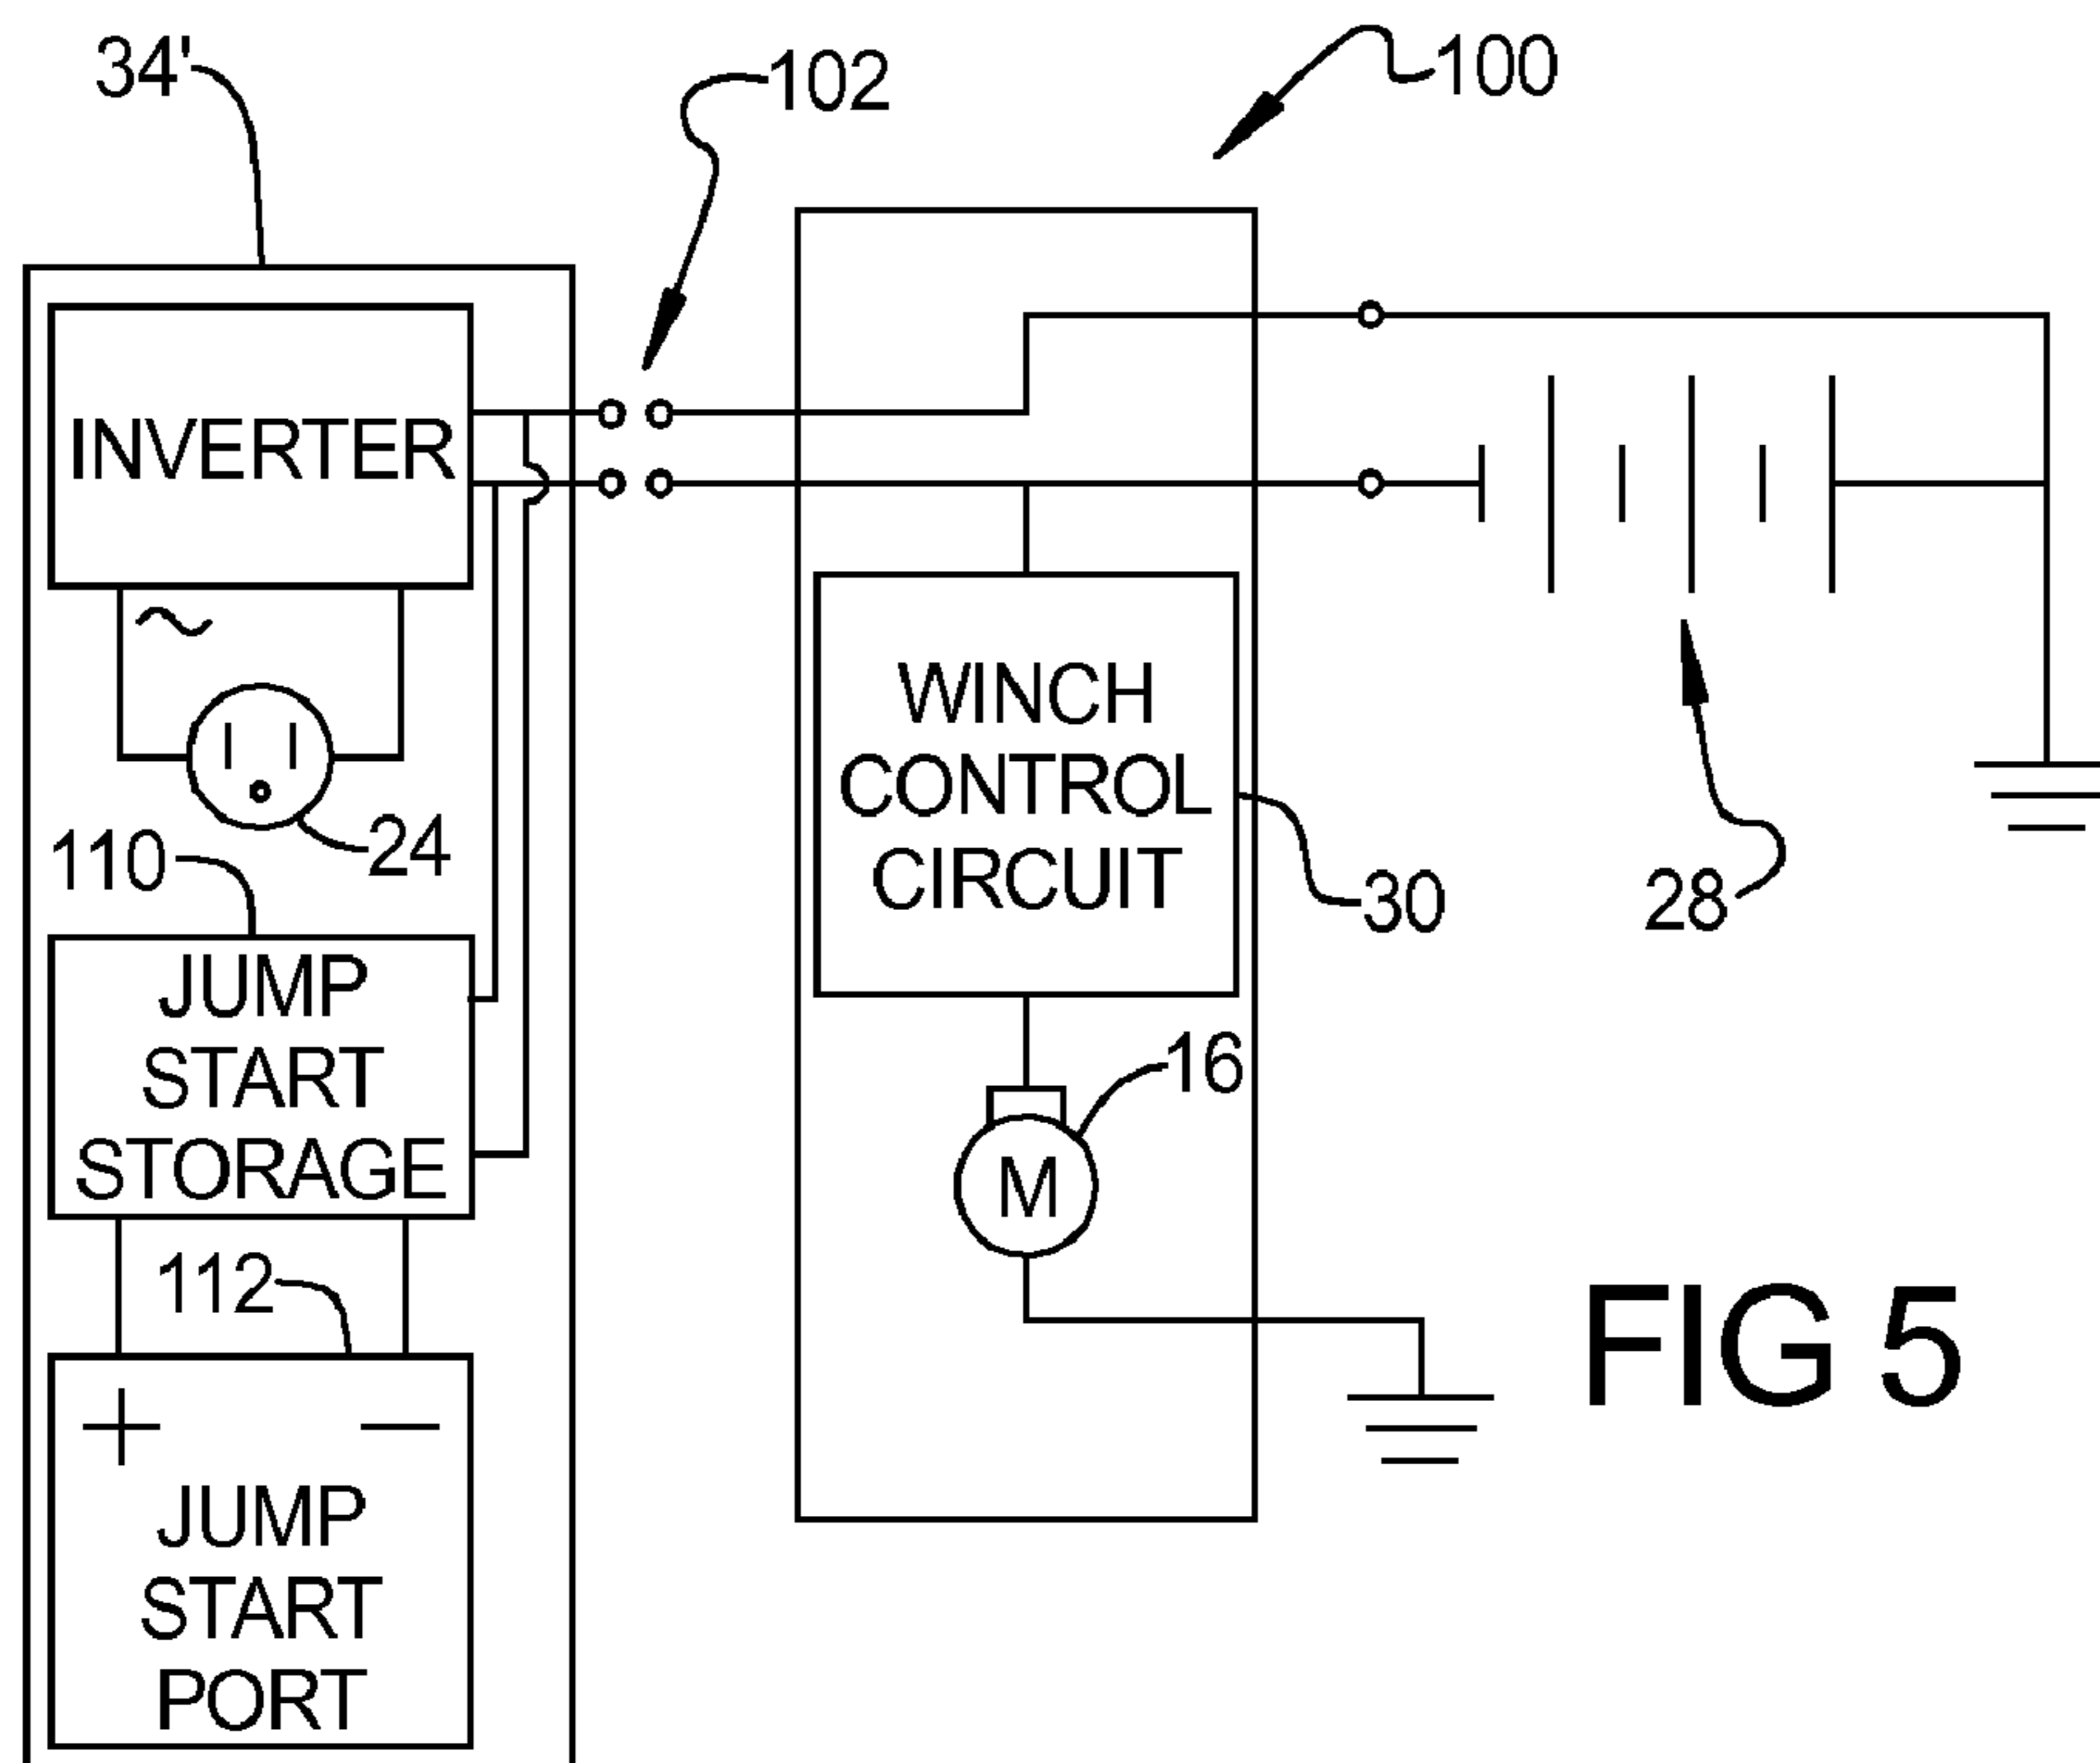 34'
102
100
INVERTER
24
110
WINCH
CONTROL
CIRCUIT
30
28
JUMP
START
STORAGE
16
M
112
FIG 5
+ −
JUMP
START
PORT